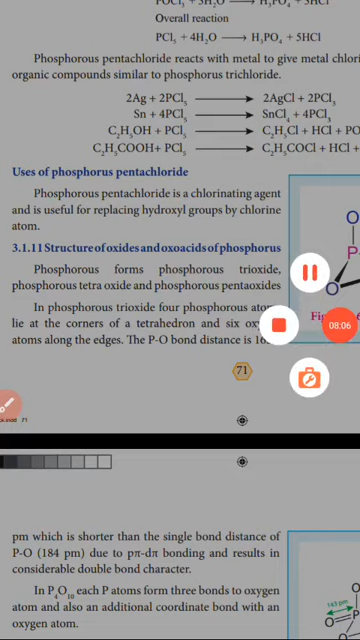 POCl₃ + 3H₂O ⟶ H₃PO₄ + 3HCl
Overall reaction
PCl₅ + 4H₂O ⟶ H₃PO₄ + 5HCl
Phosphorous pentachloride reacts with metal to give metal chlori
organic compounds similar to phosphorus trichloride.
2Ag + 2PCl₅ ⟶ 2AgCl + 2PCl₃
Sn + 4PCl₅ ⟶ SnCl₄ + 4PCl₃
C₂H₅OH + PCl₅ ⟶ C₂H₅Cl + HCl + PO
C₂H₅COOH+ PCl₅ ⟶ C₂H₅COCl + HCl +
Uses of phosphorus pentachloride
Phosphorous pentachloride is a chlorinating agent
and is useful for replacing hydroxyl groups by chlorine
atom.
3.1.11 Structure of oxides and oxoacids of phosphorus
Phosphorous forms phosphorous trioxide,
phosphorous tetra oxide and phosphorous pentaoxides
In phosphorous trioxide four phosphorous
lie at the corners of a tetrahedron and six
atoms along the edges. The P-O bond distance is
O
P
O
08:06
71
71
pm which is shorter than the single bond distance of
P-O (184 pm) due to pπ-dπ bonding and results in
considerable double bond character.
In P₄O₁₀ each P atoms form three bonds to oxygen
atom and also an additional coordinate bond with an
oxygen atom.
O
143 pm
O=P
O